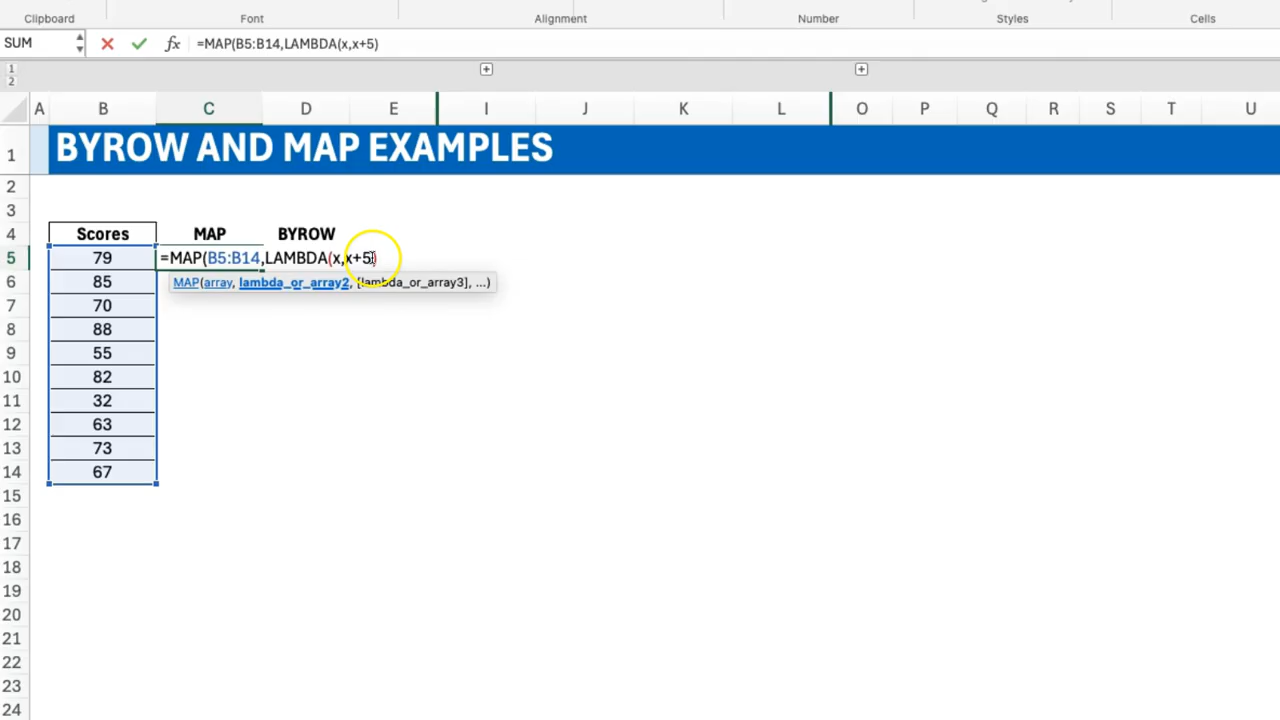 Clipboard Font Alignment Number Styles Cells
SUM fx =MAP(B5:B14,LAMBDA(x,x+5)
1 + +
2
A B C D E I J K L O P Q R S T U
1 BYROW AND MAP EXAMPLES
2
3
4 Scores MAP BYROW
5 79 =MAP(B5:B14,LAMBDA(x,x+5)
6 85 MAP(array, lambda_or_array2, [lambda_or_array3], ...)
7 70
8 88
9 55
10 82
11 32
12 63
13 73
14 67
15
16
17
18
19
20
21
22
23
24